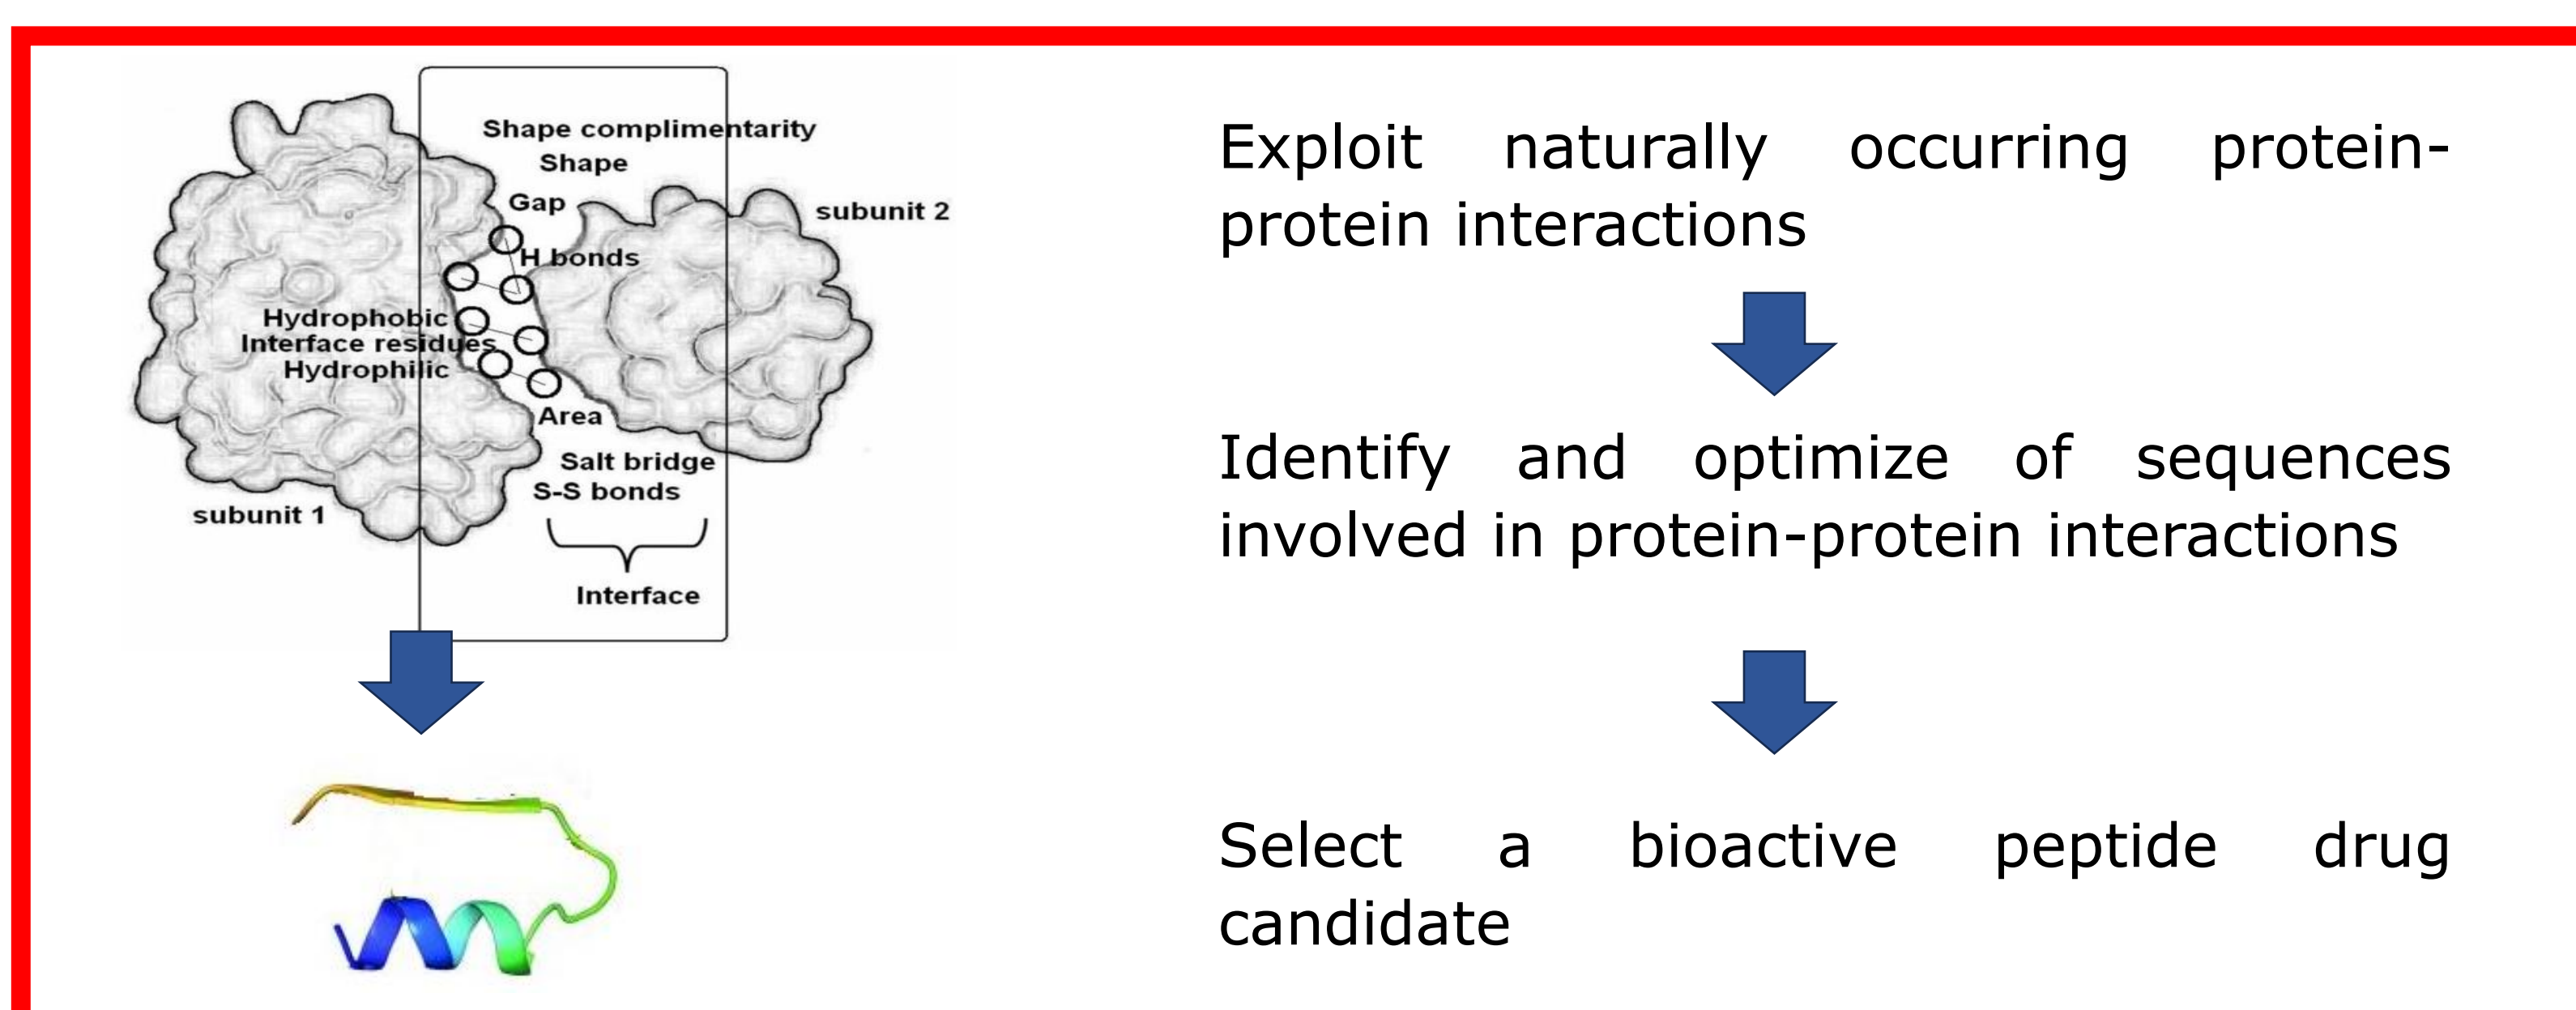 Shape complimentarity
Shape
Gap
subunit 2
H bonds
Hydrophobic
Interface residues
Hydrophilic
Area
Salt bridge
S-S bonds
subunit 1
Interface
Exploit naturally occurring protein-
protein interactions
Identify and optimize of sequences
involved in protein-protein interactions
Select a bioactive peptide drug
candidate